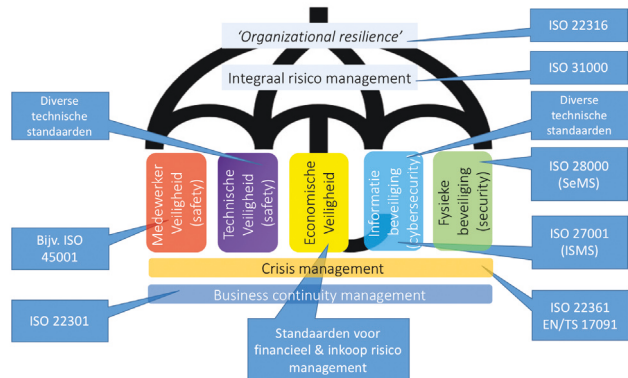 'Organizational resilience'
ISO 22316
Integraal risico management
ISO 31000
Diverse
technische
standaarden
Diverse
technische
standaarden
Medewerker
Veiligheid
(safety)
Technische
Veiligheid
(safety)
Economische
Veiligheid
Informatie
beveiliging
(cybersecurity)
Fysieke
beveiliging
(security)
ISO 28000
(SeMS)
Bijv. ISO
45001
ISO 27001
(ISMS)
Crisis management
Business continuity management
ISO 22301
ISO 22361
EN/TS 17091
Standaarden voor
financieel & inkoop risico
management